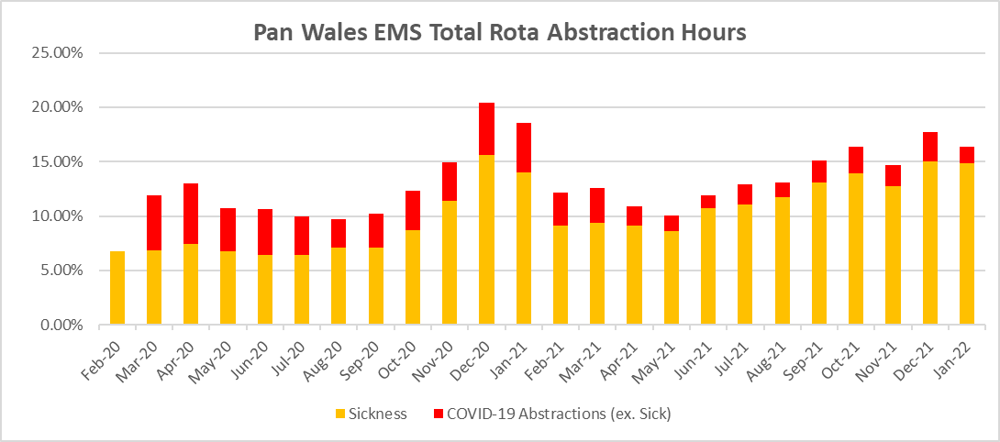 Pan Wales EMS Total Rota Abstraction Hours
25.00%
20.00%
15.00%
10.00%
5.00%
0.00%
Feb-20
Mar-20
Apr-20
May-20
Jun-20
Jul-20
Aug-20
Sep-20
Oct-20
Nov-20
Dec-20
Jan-21
Feb-21
Mar-21
Apr-21
May-21
Jun-21
Jul-21
Aug-21
Sep-21
Oct-21
Nov-21
Dec-21
Jan-22
Sickness
COVID-19 Abstractions (ex. Sick)